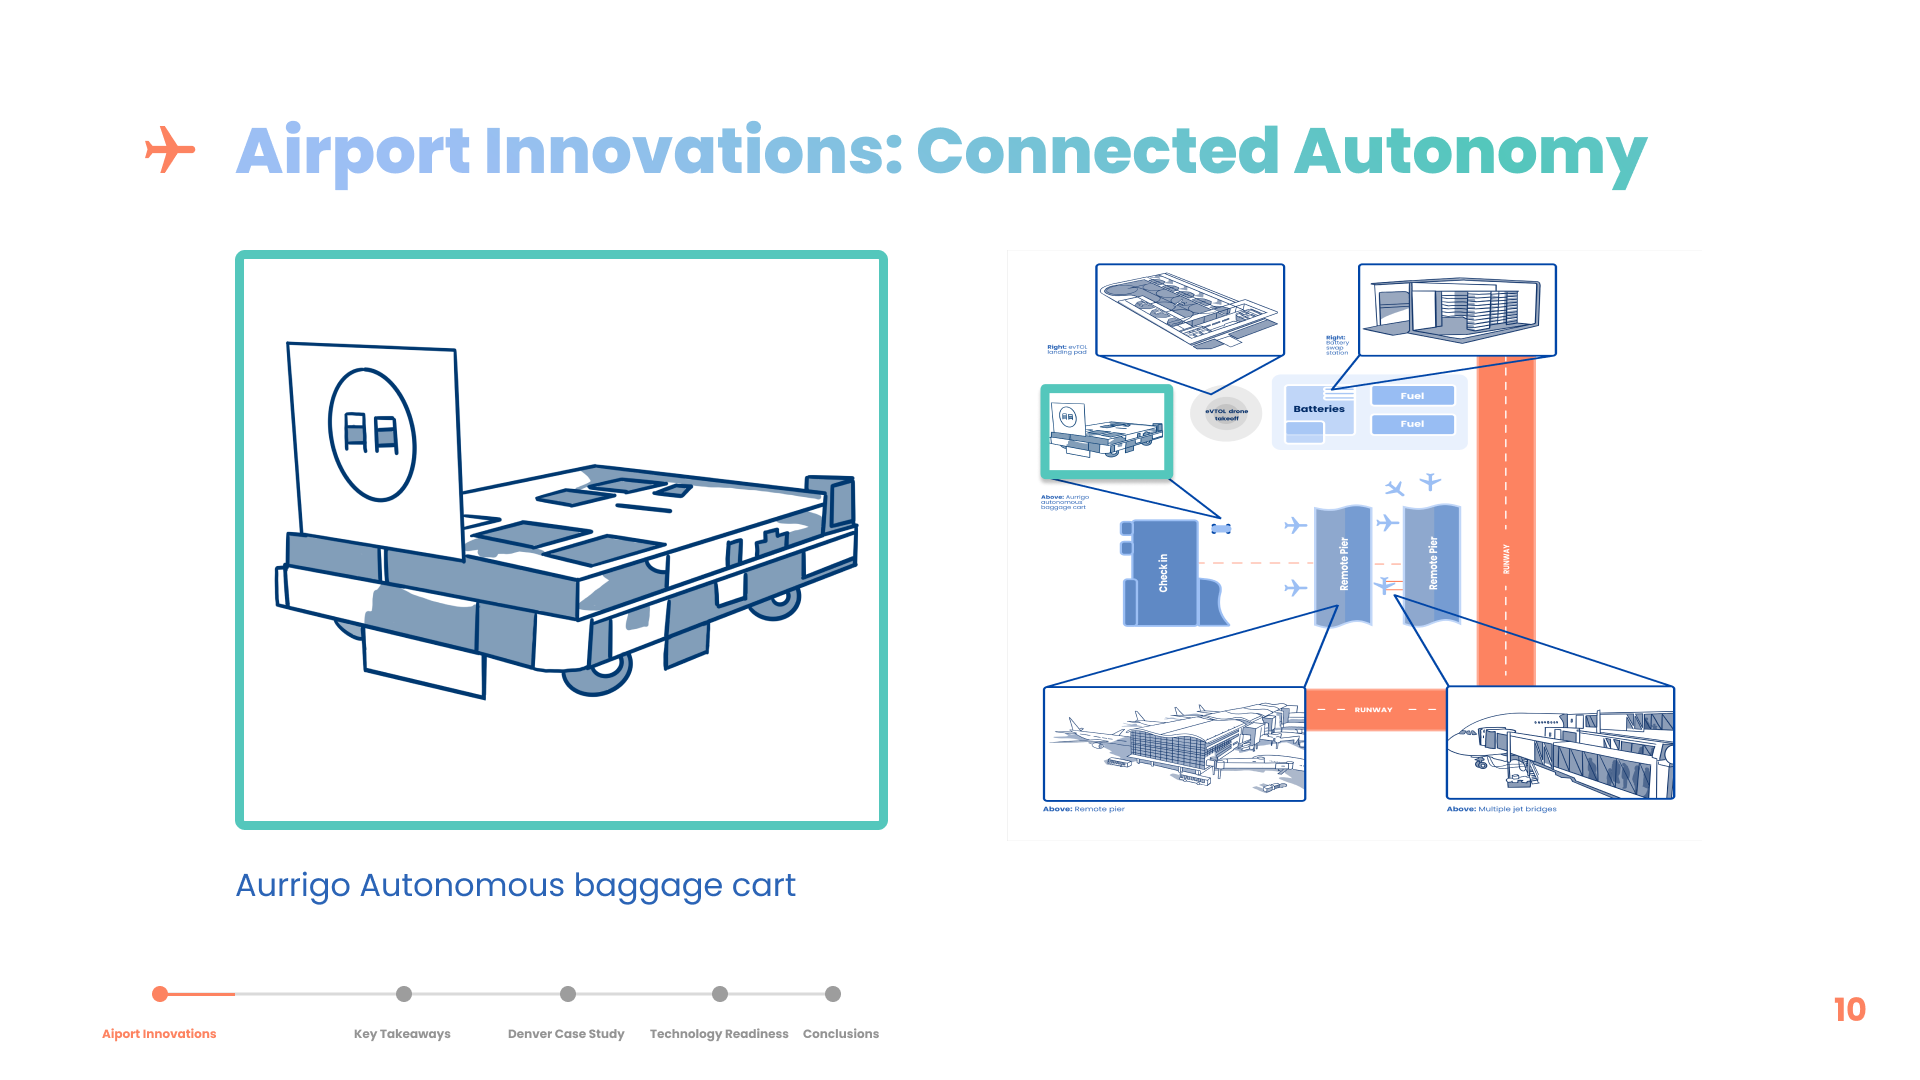 Airport Innovations: Connected Autonomy
Right: eVTOL
landing pad
Right:
Battery
swap
station
eVTOL drone
takeoff
Batteries
Fuel
Fuel
Above: Aurrigo
autonomous
baggage cart
Check in
Remote Pier
Remote Pier
RUNWAY
RUNWAY
Above: Remote pier
Above: Multiple jet bridges
Aurrigo Autonomous baggage cart
Aiport Innovations
Key Takeaways
Denver Case Study
Technology Readiness
Conclusions
10